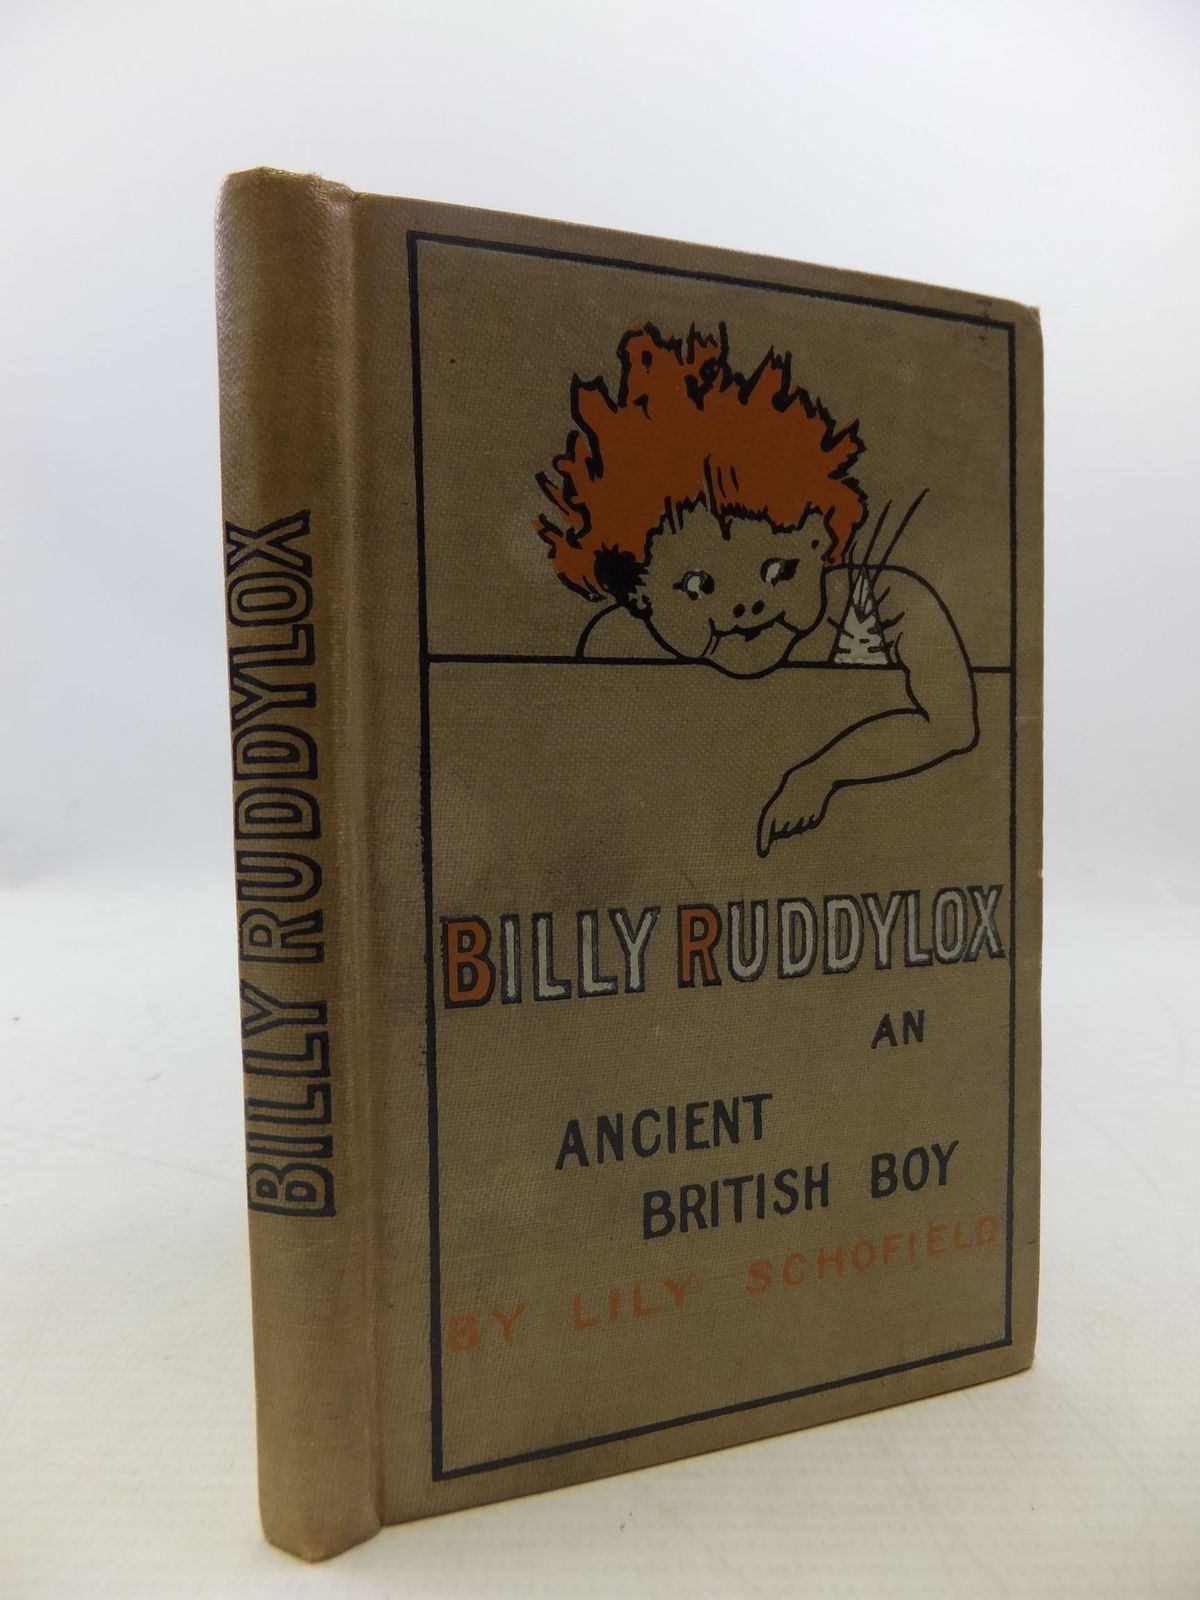 BILLY RUDDYLOX
BILLY RUDDYLOX
AN
ANCIENT
BRITISH BOY
BY LILY SCHOFIELD